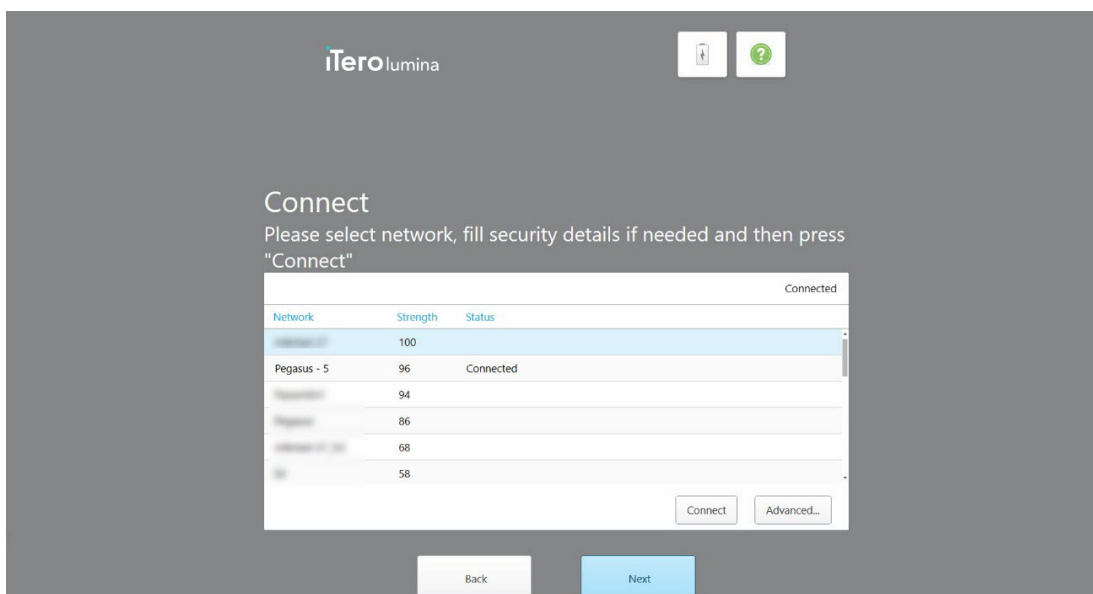 iTero lumina
?
Connect
Please select network, fill security details if needed and then press
"Connect"
Connected
Network Strength Status
100
Pegasus - 5 96 Connected
94
86
68
58
Connect Advanced...
Back Next